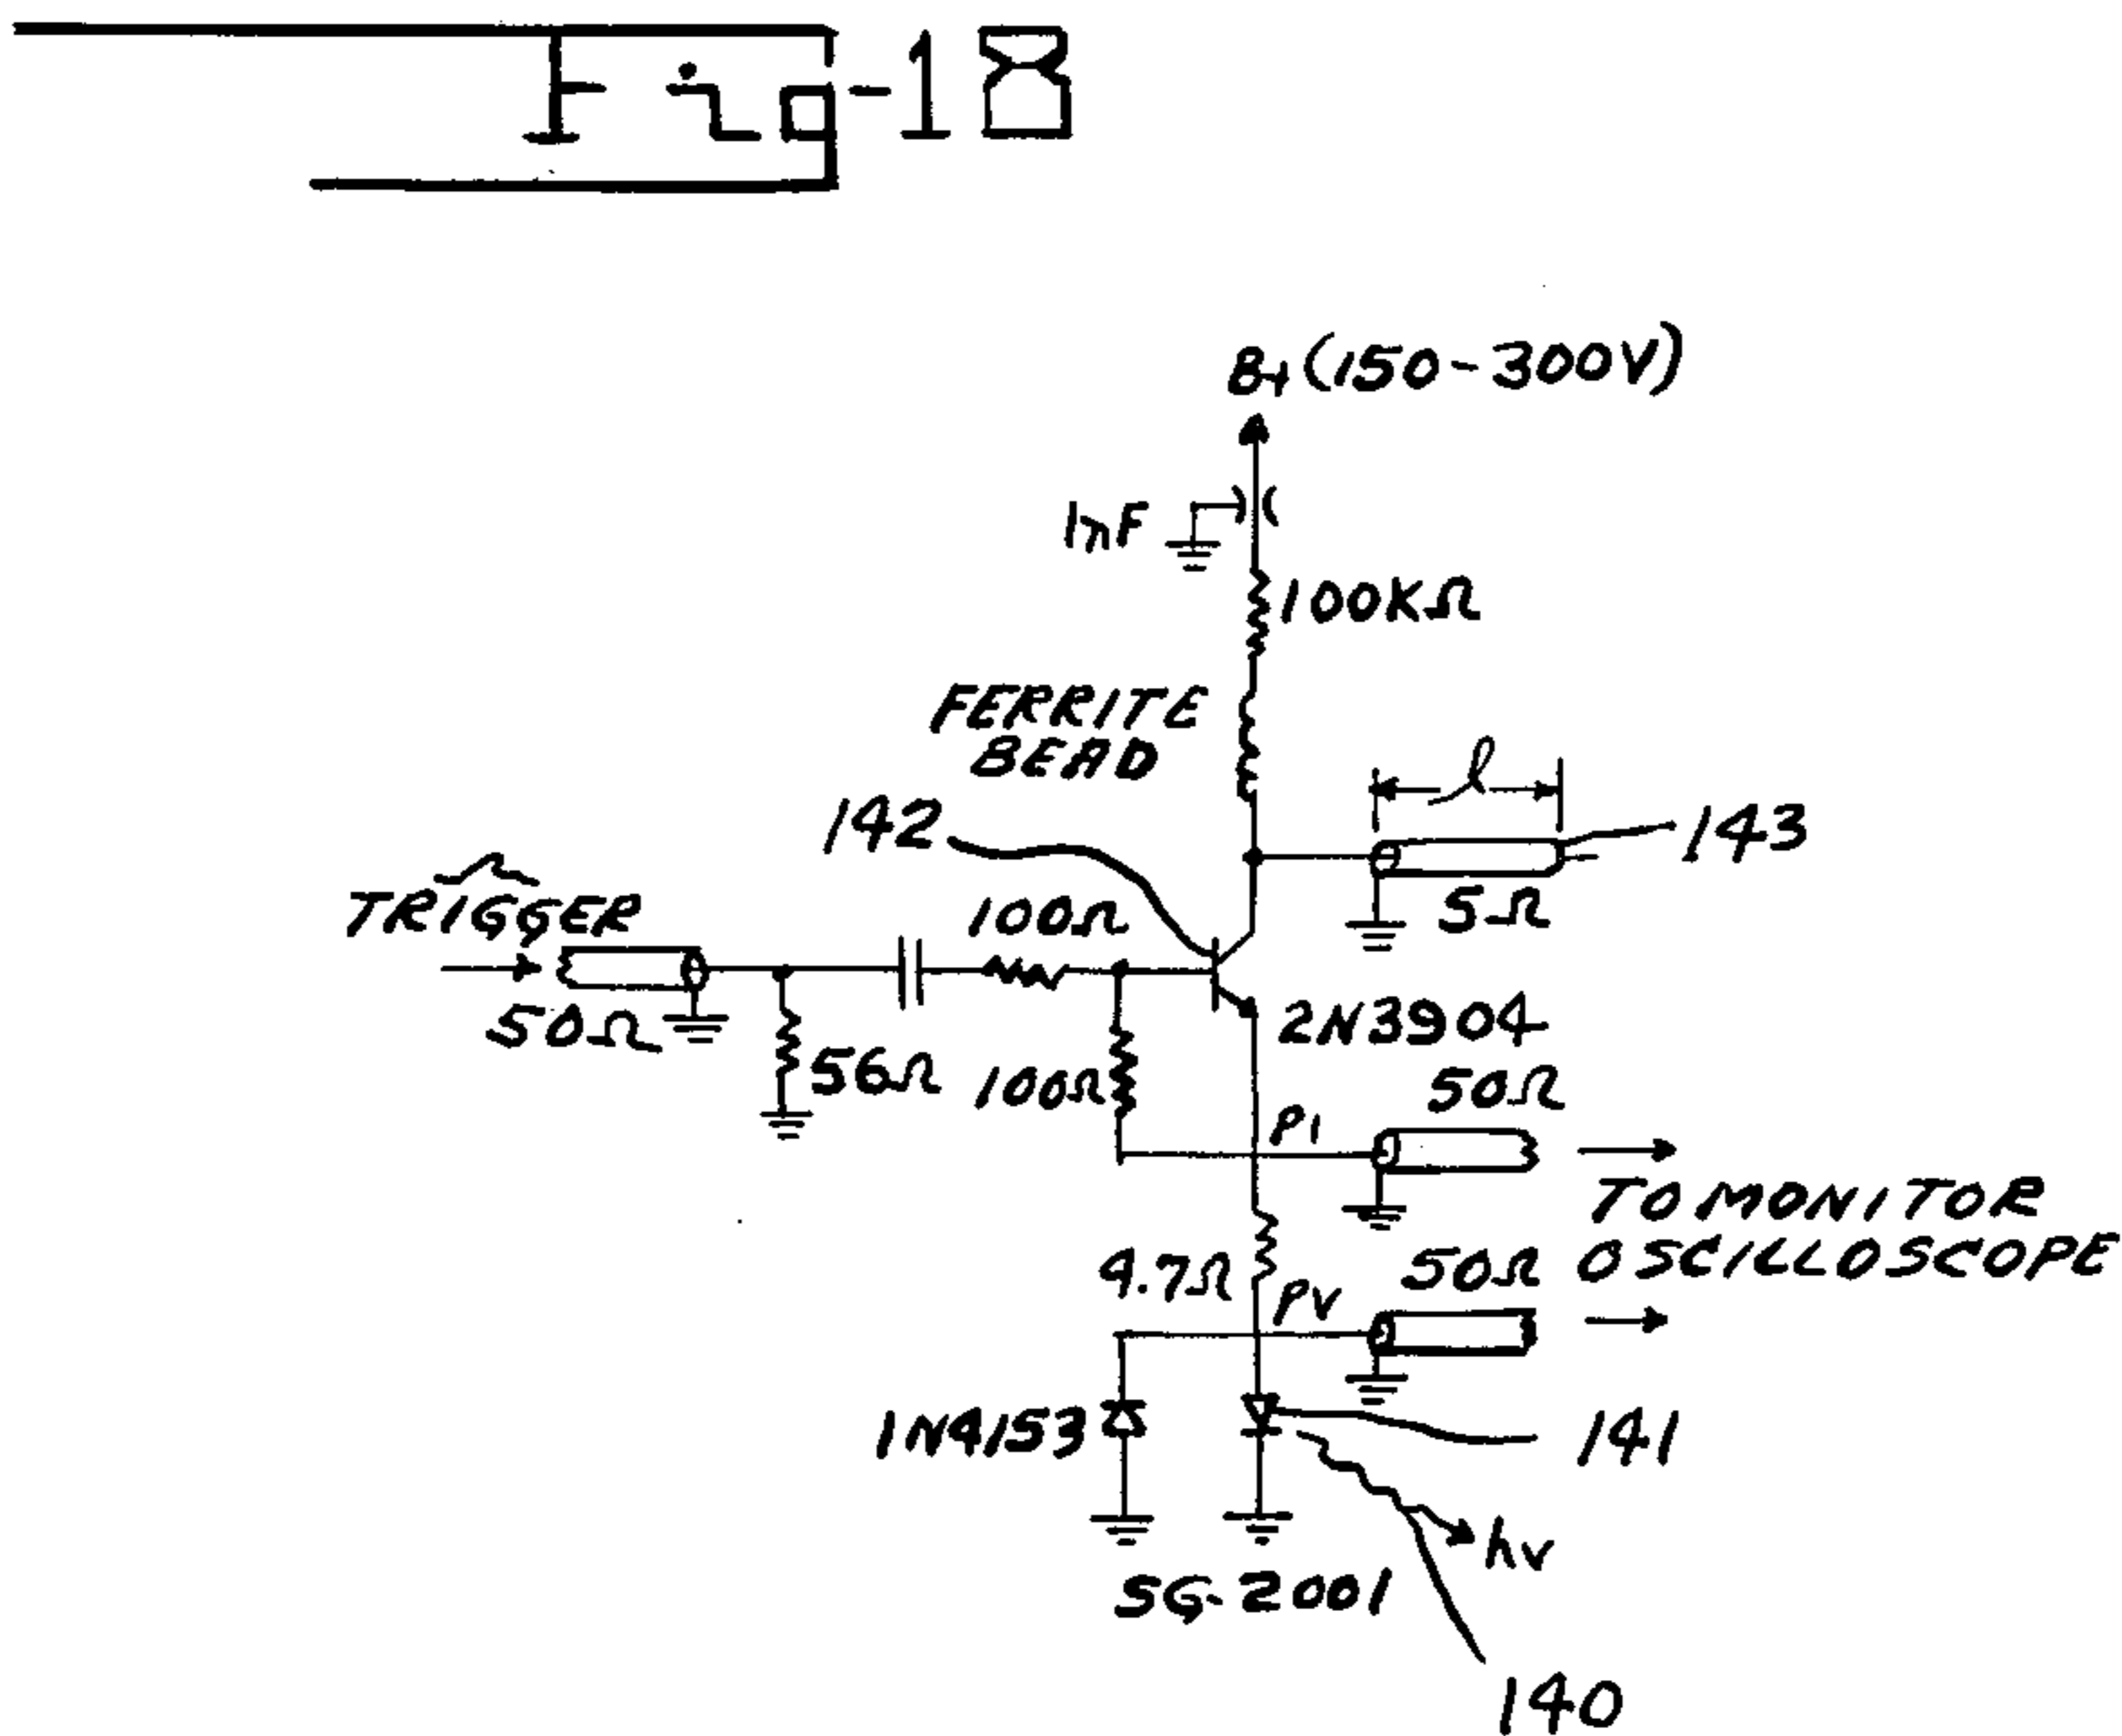 Fig-18
B+ (150-300V)
1nF
100KΩ
FERRITE
BEAD
142
l
143
TRIGGER
100Ω
5Ω
50Ω
2N3904
56Ω
100Ω
50Ω
P1
TO MONITOR
OSCILLOSCOPE
4.7Ω
PV
50Ω
1N4153
141
hν
SG-2001
140